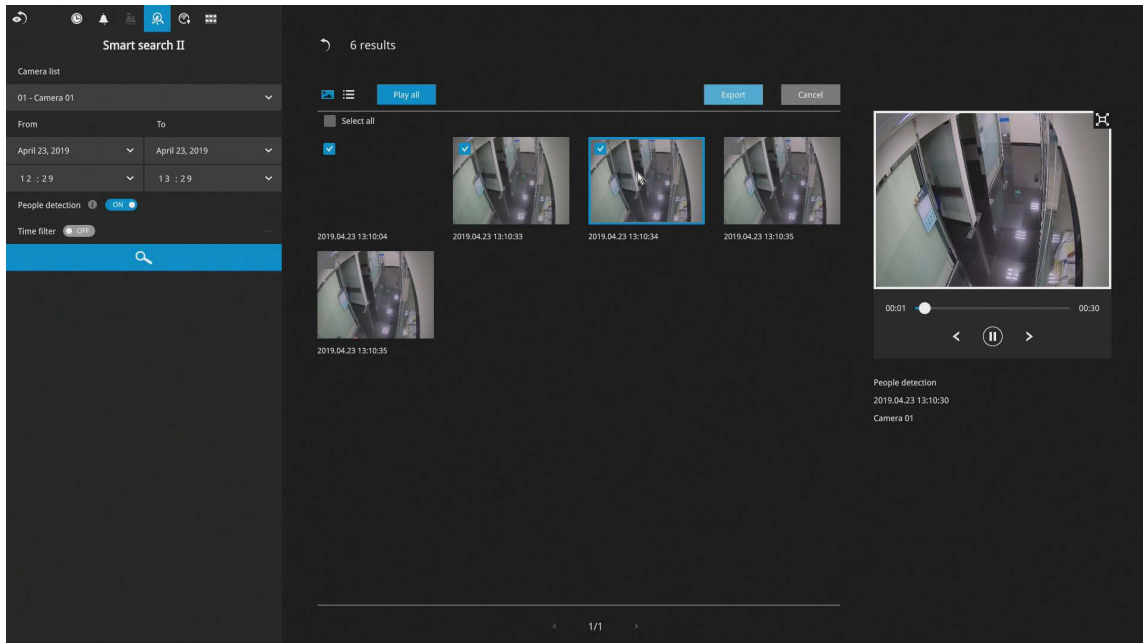 Smart search II
Camera list
01 - Camera 01
From To
April 23, 2019 April 23, 2019
12 : 29 13 : 29
People detection ON
Time filter OFF
6 results
Play all Export Cancel
Select all
2019.04.23 13:10:04 2019.04.23 13:10:33 2019.04.23 13:10:34 2019.04.23 13:10:35
2019.04.23 13:10:35
1/1
00:01 00:30
People detection
2019.04.23 13:10:30
Camera 01